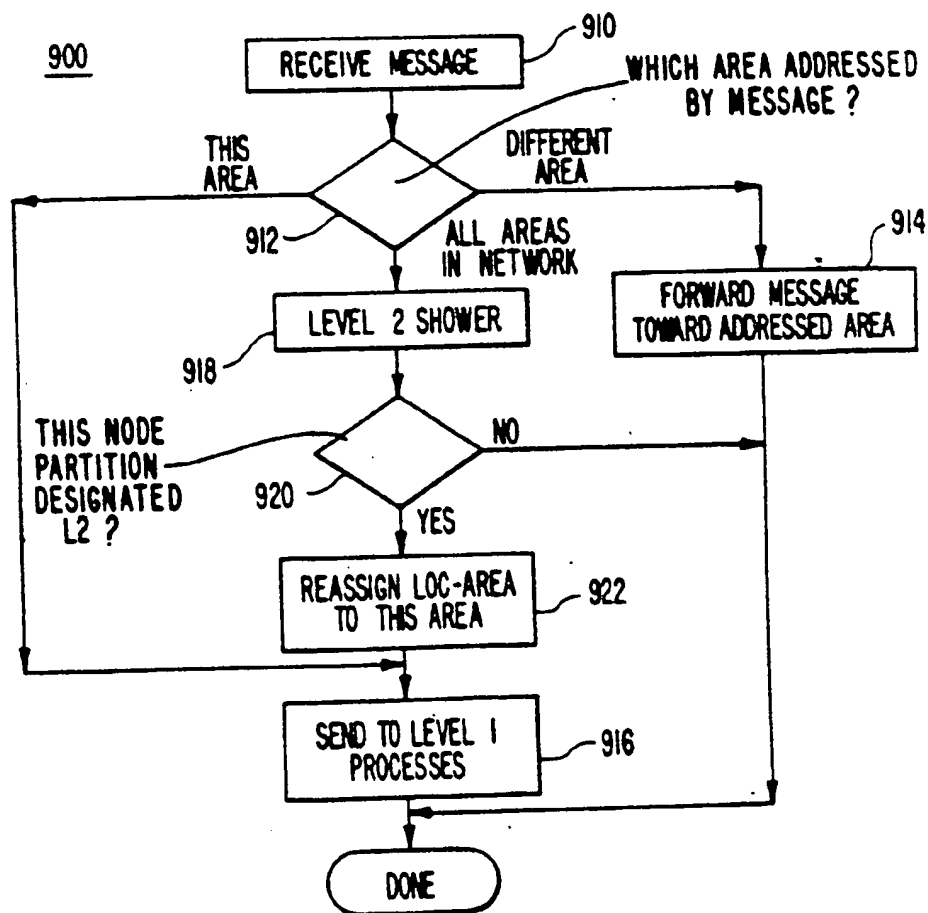 900
RECEIVE MESSAGE
910
WHICH AREA ADDRESSED
BY MESSAGE ?
THIS
AREA
DIFFERENT
AREA
912
ALL AREAS
IN NETWORK
914
FORWARD MESSAGE
TOWARD ADDRESSED AREA
LEVEL 2 SHOWER
918
THIS NODE
PARTITION
DESIGNATED
L2 ?
NO
920
YES
REASSIGN LOC-AREA
TO THIS AREA
922
SEND TO LEVEL 1
PROCESSES
916
DONE